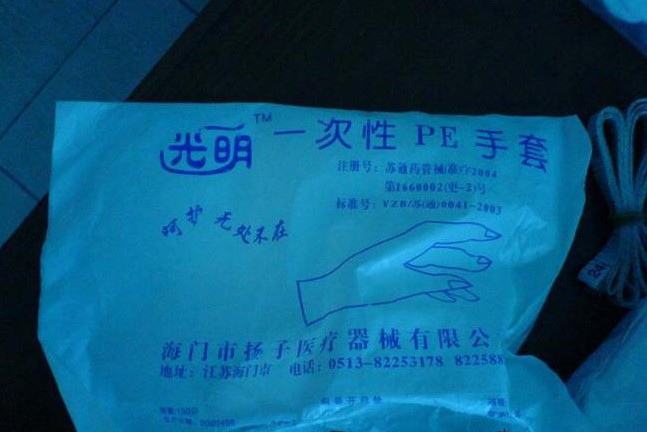 光明™ 一次性 PE 手套
注册号: 苏通药管械(准)字2004
第1660002(更-2)号
标准号: YZB/苏(通)0041-2003
呵护无处不在
海门市扬子医疗器械有限公
地址: 江苏海门市 电话: 0513-82253178 822588
24